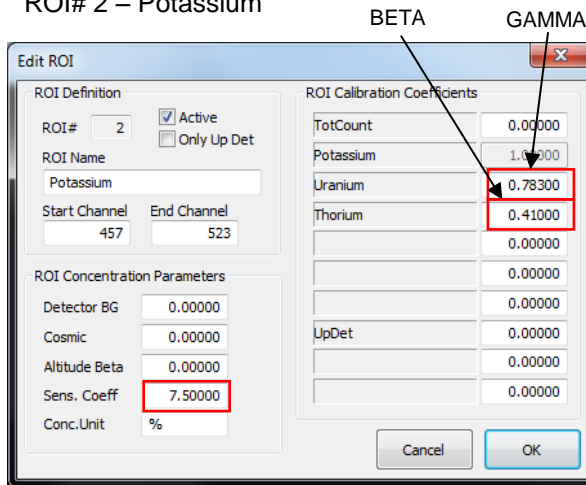 ROI# 2 – Potassium
BETA
GAMMA
Edit ROI
ROI Definition
ROI# 2
Active
Only Up Det
ROI Name
Potassium
Start Channel End Channel
457 523
ROI Concentration Parameters
Detector BG 0.00000
Cosmic 0.00000
Altitude Beta 0.00000
Sens. Coeff 7.50000
Conc.Unit %
ROI Calibration Coefficients
TotCount 0.00000
Potassium 1.00000
Uranium 0.78300
Thorium 0.41000
0.00000
0.00000
0.00000
UpDet 0.00000
0.00000
0.00000
Cancel OK